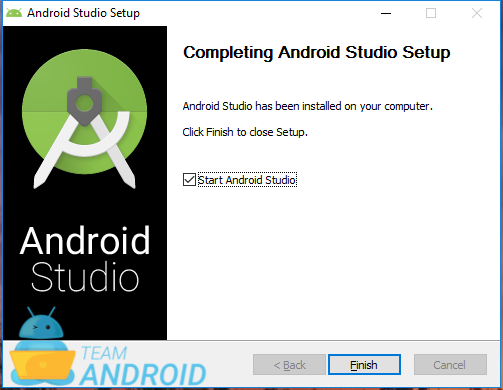 Android Studio Setup
Completing Android Studio Setup
Android Studio has been installed on your computer.
Click Finish to close Setup.
Start Android Studio
Android
Studio
TEAM
ANDROID
< Back
Finish
Cancel